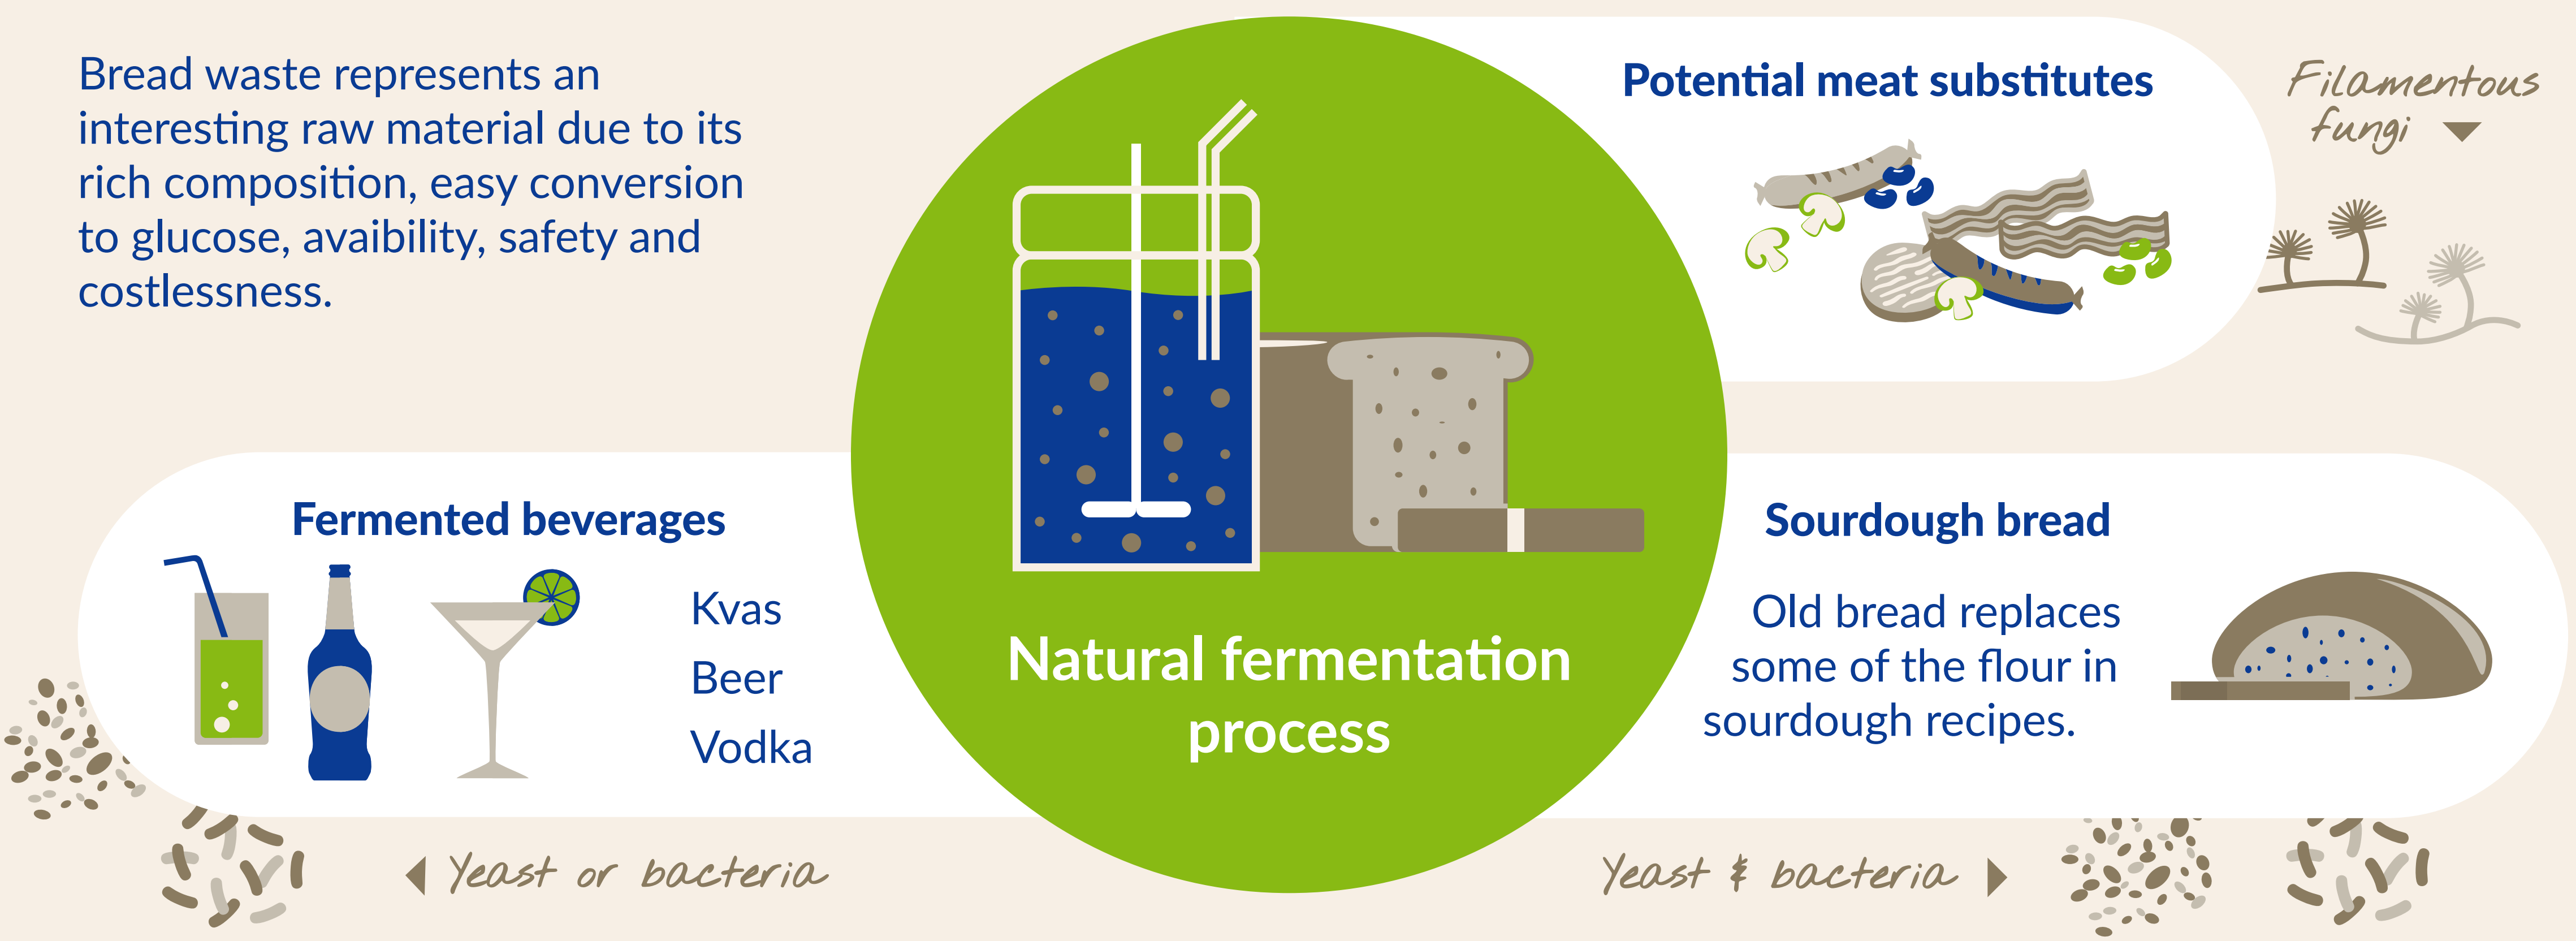 Bread waste represents an
interesting raw material due to its
rich composition, easy conversion
to glucose, avaibility, safety and
costlessness.
Potential meat substitutes
Filamentous
fungi
Fermented beverages
Kvas
Beer
Vodka
Natural fermentation
process
Sourdough bread
Old bread replaces
some of the flour in
sourdough recipes.
Yeast or bacteria
Yeast & bacteria